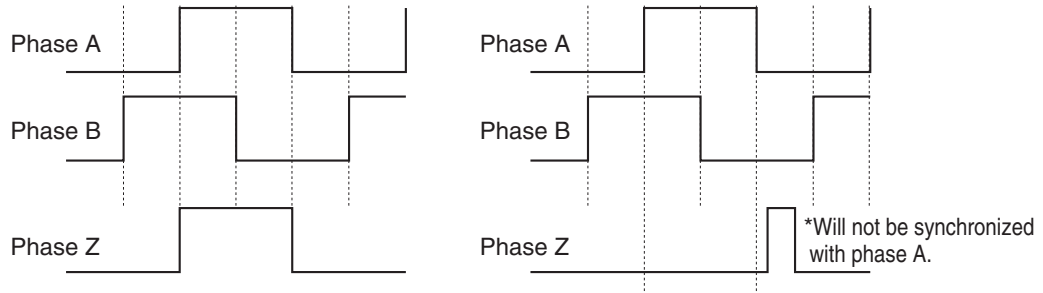 Phase A
Phase B
Phase Z
Phase A
Phase B
Phase Z
*Will not be synchronized
with phase A.